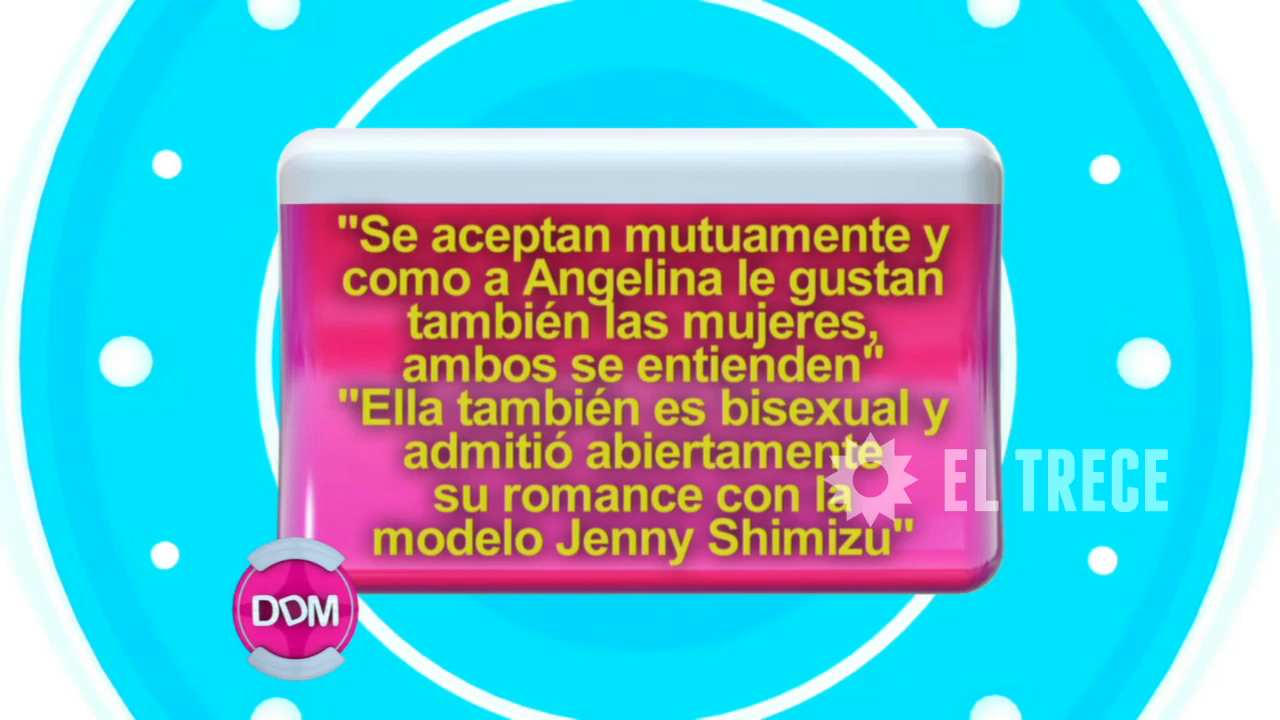 "Se aceptan mutuamente y
como a Angelina le gustan
también las mujeres,
ambos se entienden"
"Ella también es bisexual y
admitió abiertamente
su romance con la
modelo Jenny Shimizu"
EL TRECE
DDM